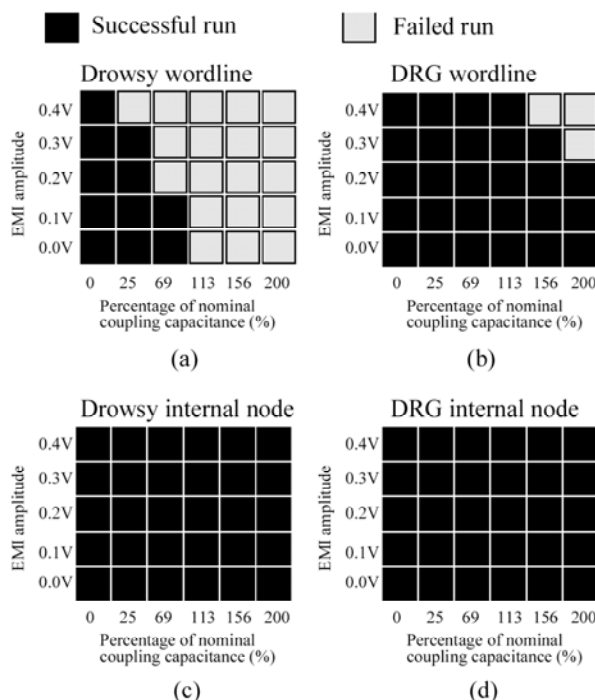 Successful run
Failed run
Drowsy wordline
DRG wordline
EMI amplitude
0.4V
0.3V
0.2V
0.1V
0.0V
0 25 69 113 156 200
Percentage of nominal
coupling capacitance (%)
(a)
EMI amplitude
0.4V
0.3V
0.2V
0.1V
0.0V
0 25 69 113 156 200
Percentage of nominal
coupling capacitance (%)
(b)
Drowsy internal node
DRG internal node
EMI amplitude
0.4V
0.3V
0.2V
0.1V
0.0V
0 25 69 113 156 200
Percentage of nominal
coupling capacitance (%)
(c)
EMI amplitude
0.4V
0.3V
0.2V
0.1V
0.0V
0 25 69 113 156 200
Percentage of nominal
coupling capacitance (%)
(d)